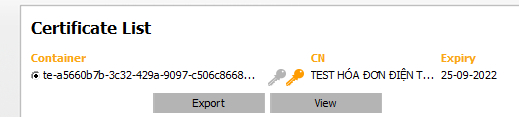 Certificate List
Container CN Expiry
te-a5660b7b-3c32-429a-9097-c506c8668... TEST HÓA ĐƠN ĐIỆN T... 25-09-2022
Export View